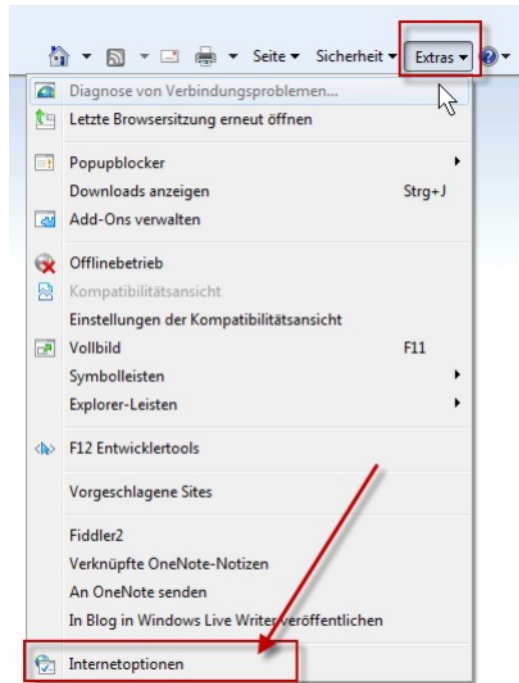 Seite Sicherheit Extras
Diagnose von Verbindungsproblemen...
Letzte Browsersitzung erneut öffnen
Popupblocker
Downloads anzeigen Strg+J
Add-Ons verwalten
Offlinebetrieb
Kompatibilitätsansicht
Einstellungen der Kompatibilitätsansicht
Vollbild F11
Symbolleisten
Explorer-Leisten
F12 Entwicklertools
Vorgeschlagene Sites
Fiddler2
Verknüpfte OneNote-Notizen
An OneNote senden
In Blog in Windows Live Writer veröffentlichen
Internetoptionen